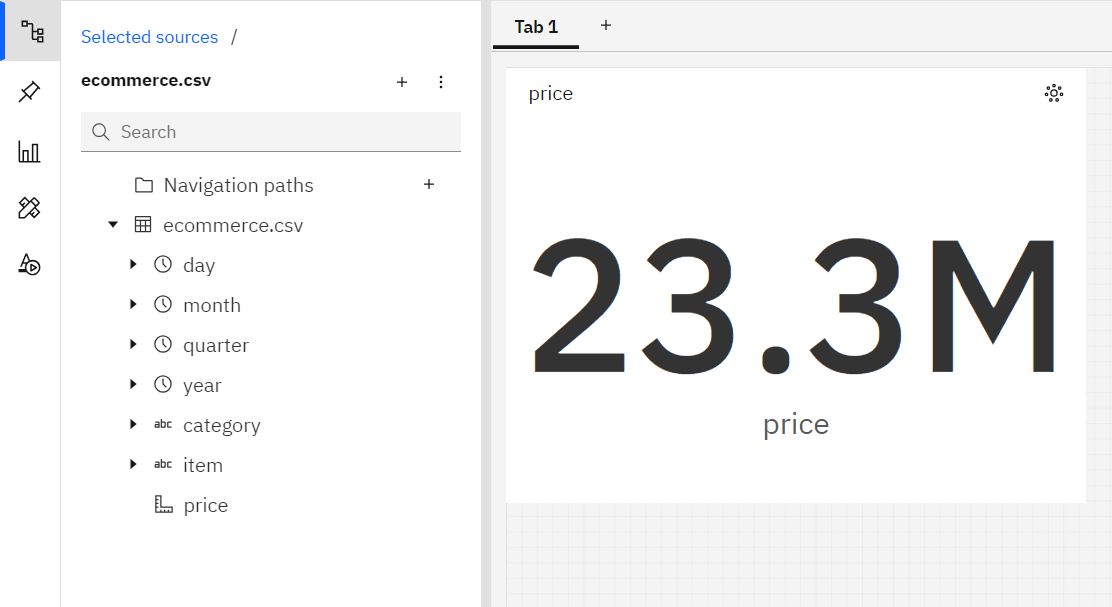 Selected sources /
ecommerce.csv
Search
Navigation paths
ecommerce.csv
day
month
quarter
year
abc category
abc item
price
Tab 1
price
23.3M
price